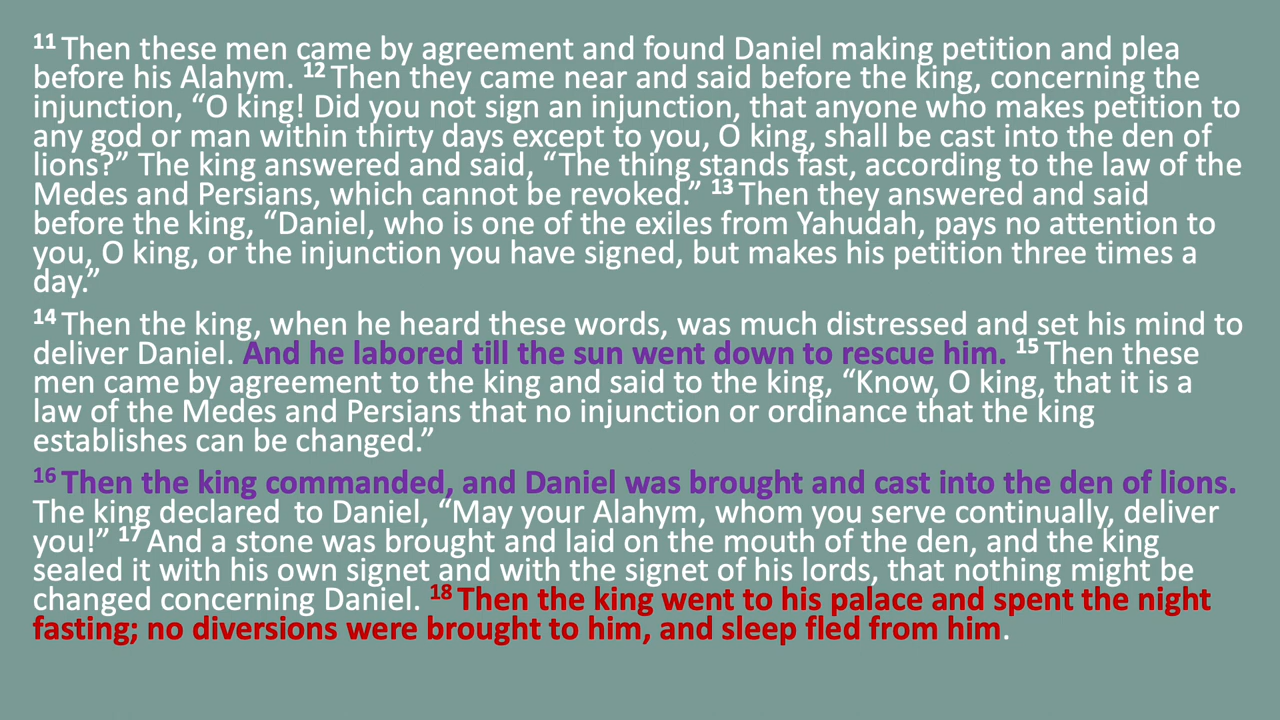 11 Then these men came by agreement and found Daniel making petition and plea
before his Alahym. 12 Then they came near and said before the king, concerning the
injunction, “O king! Did you not sign an injunction, that anyone who makes petition to
any god or man within thirty days except to you, O king, shall be cast into the den of
lions?” The king answered and said, “The thing stands fast, according to the law of the
Medes and Persians, which cannot be revoked.” 13 Then they answered and said
before the king, “Daniel, who is one of the exiles from Yahudah, pays no attention to
you, O king, or the injunction you have signed, but makes his petition three times a
day.”
14 Then the king, when he heard these words, was much distressed and set his mind to
deliver Daniel. And he labored till the sun went down to rescue him. 15 Then these
men came by agreement to the king and said to the king, “Know, O king, that it is a
law of the Medes and Persians that no injunction or ordinance that the king
establishes can be changed.”
16 Then the king commanded, and Daniel was brought and cast into the den of lions.
The king declared to Daniel, “May your Alahym, whom you serve continually, deliver
you!” 17 And a stone was brought and laid on the mouth of the den, and the king
sealed it with his own signet and with the signet of his lords, that nothing might be
changed concerning Daniel. 18 Then the king went to his palace and spent the night
fasting; no diversions were brought to him, and sleep fled from him.